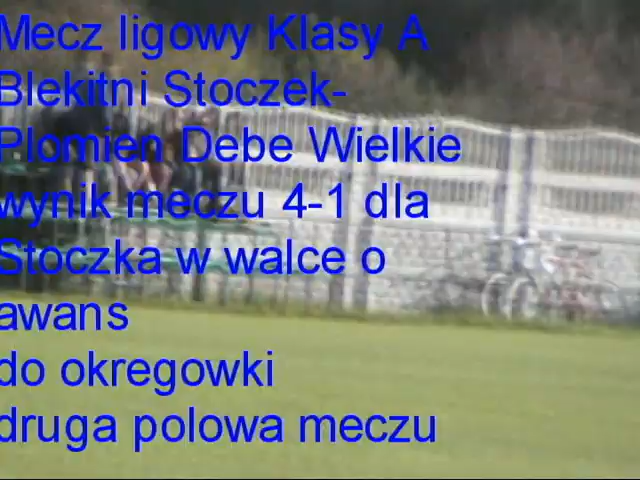 Mecz ligowy Klasy A
Blekitni Stoczek-
Plomien Debe Wielkie
wynik meczu 4-1 dla
Stoczka w walce o
awans
do okregowki
druga polowa meczu